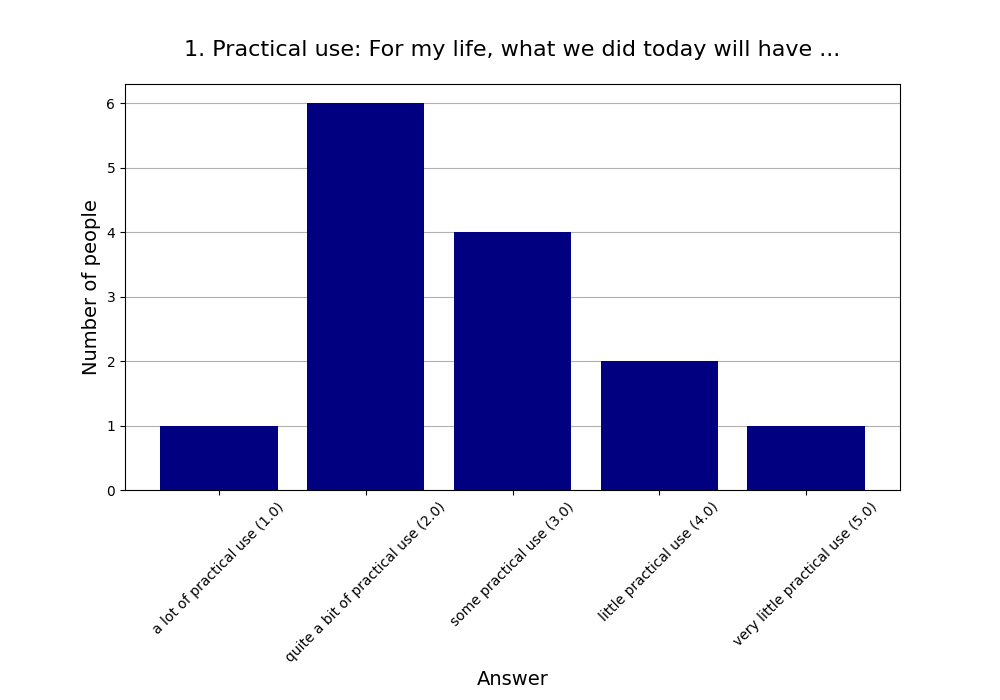 1. Practical use: For my life, what we did today will have ...
Number of people
6
5
4
3
2
1
0
a lot of practical use (1.0)
quite a bit of practical use (2.0)
some practical use (3.0)
little practical use (4.0)
very little practical use (5.0)
Answer